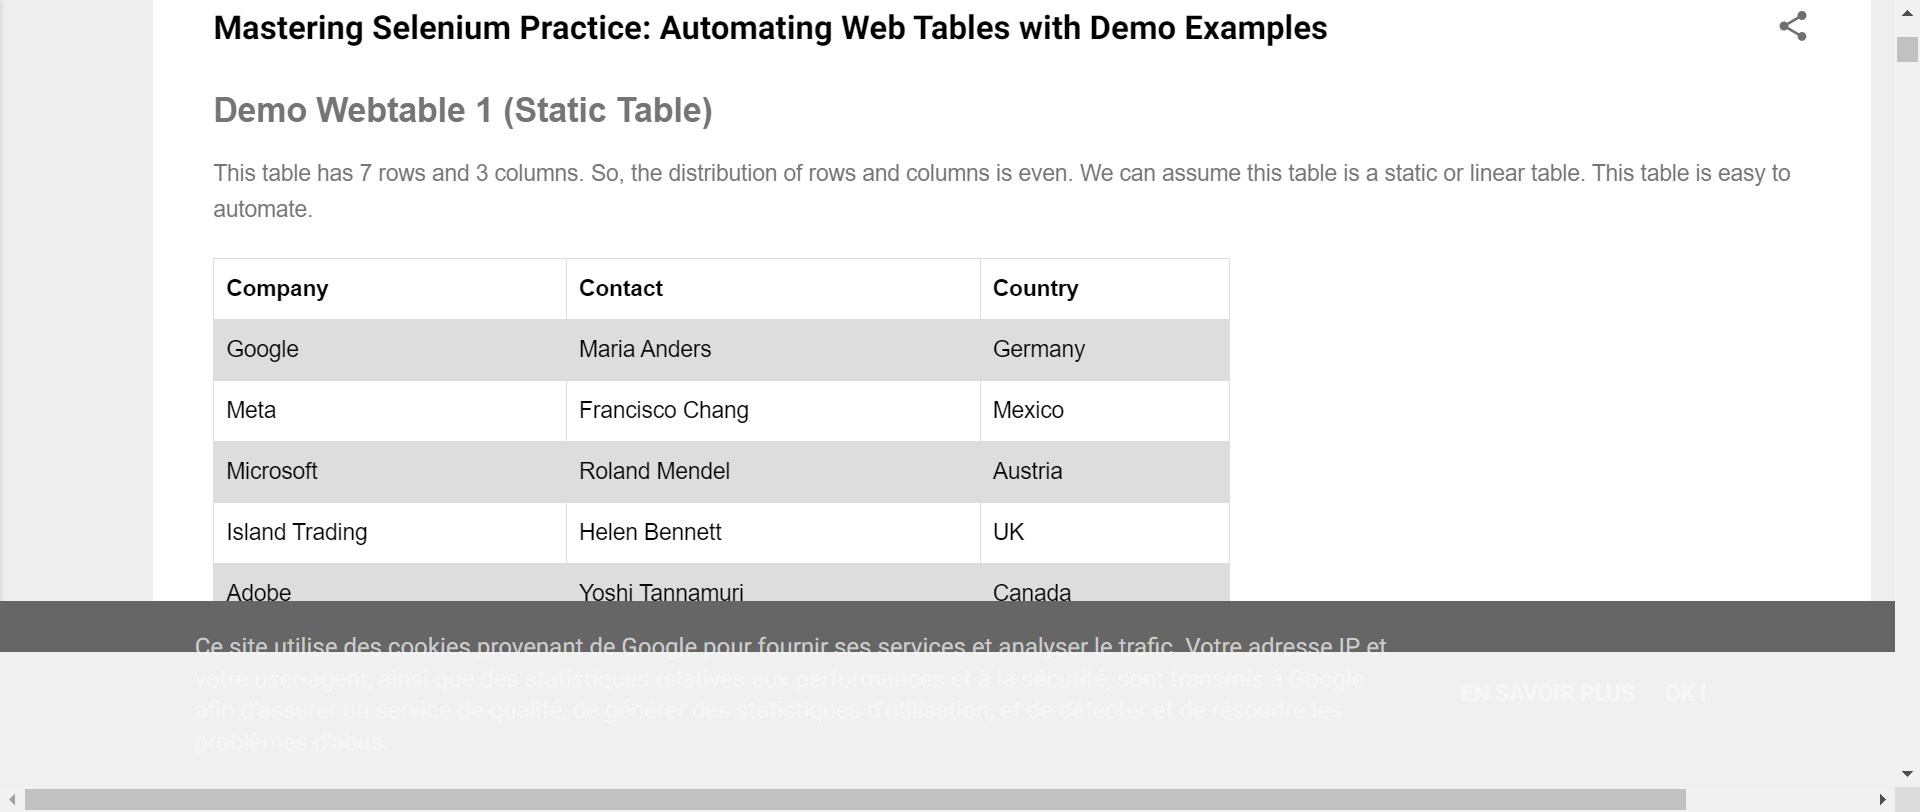 Mastering Selenium Practice: Automating Web Tables with Demo Examples
Demo Webtable 1 (Static Table)
This table has 7 rows and 3 columns. So, the distribution of rows and columns is even. We can assume this table is a static or linear table. This table is easy to
automate.
Company Contact Country
Google Maria Anders Germany
Meta Francisco Chang Mexico
Microsoft Roland Mendel Austria
Island Trading Helen Bennett UK
Adobe Yoshi Tannamuri Canada
Ce site utilise des cookies provenant de Google pour fournir ses services et analyser le trafic. Votre adresse IP et
votre user-agent, ainsi que des statistiques relatives aux performances et à la sécurité, sont transmis à Google
afin d'assurer un service de qualité, de générer des statistiques d'utilisation, et de détecter et de résoudre les
problèmes d'abus.
EN SAVOIR PLUS OK !